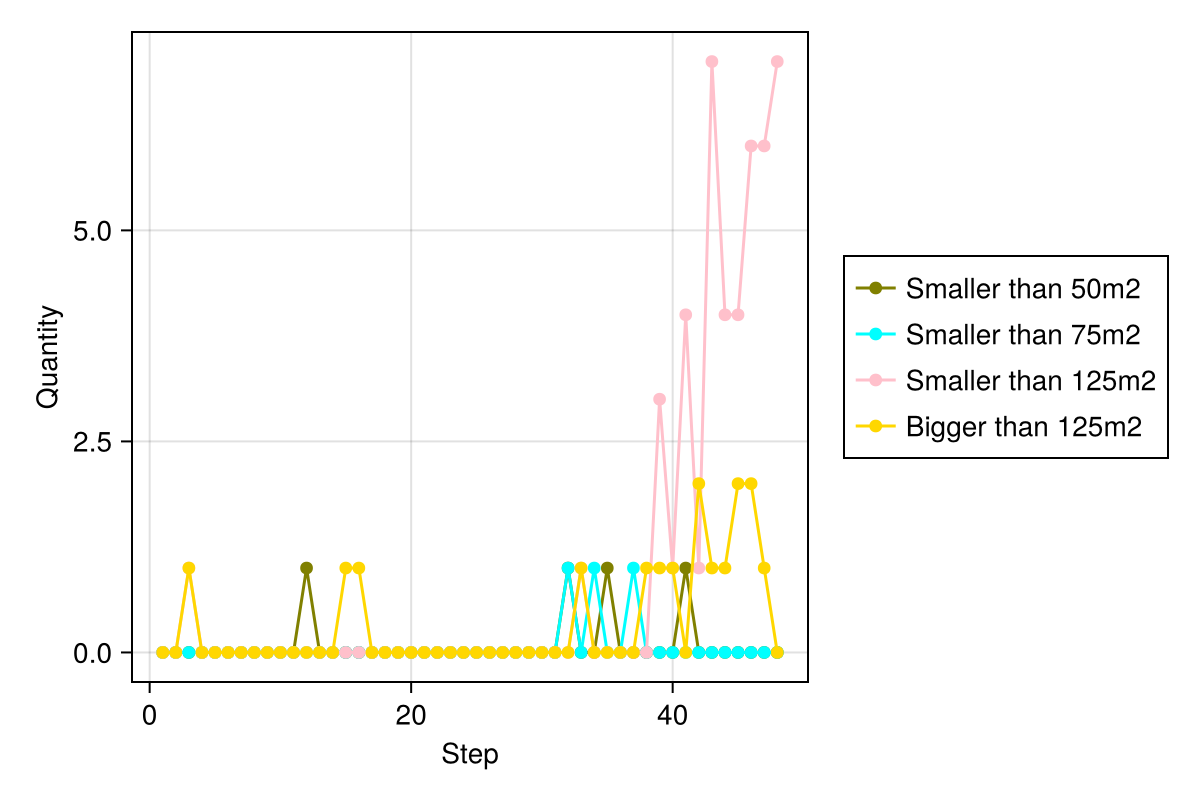 5.0
2.5
0.0
Quantity
0
20
40
Step
Smaller than 50m2
Smaller than 75m2
Smaller than 125m2
Bigger than 125m2